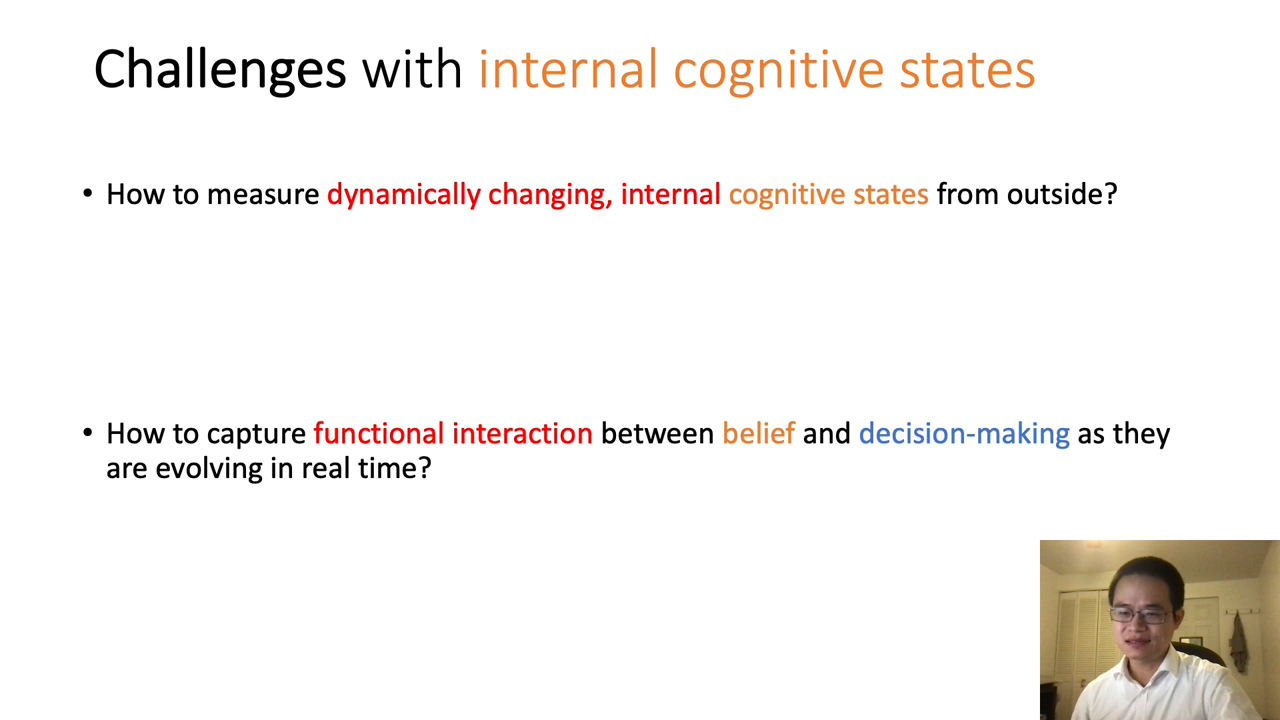 Challenges with internal cognitive states
• How to measure dynamically changing, internal cognitive states from outside?
• How to capture functional interaction between belief and decision-making as they
are evolving in real time?